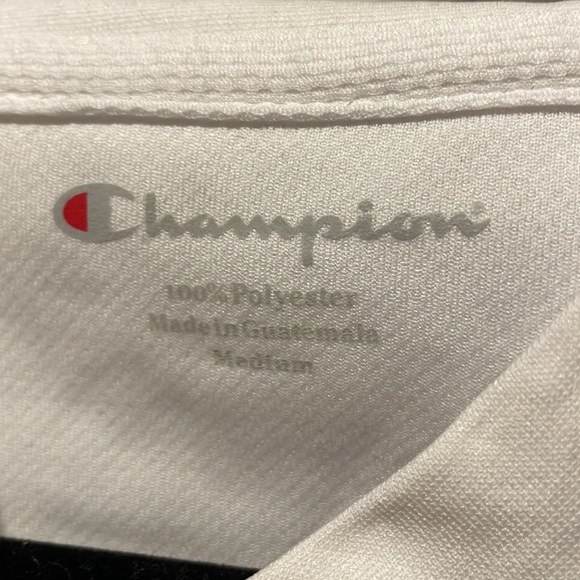 Champion
100% Polyester
Made in Guatemala
Medium